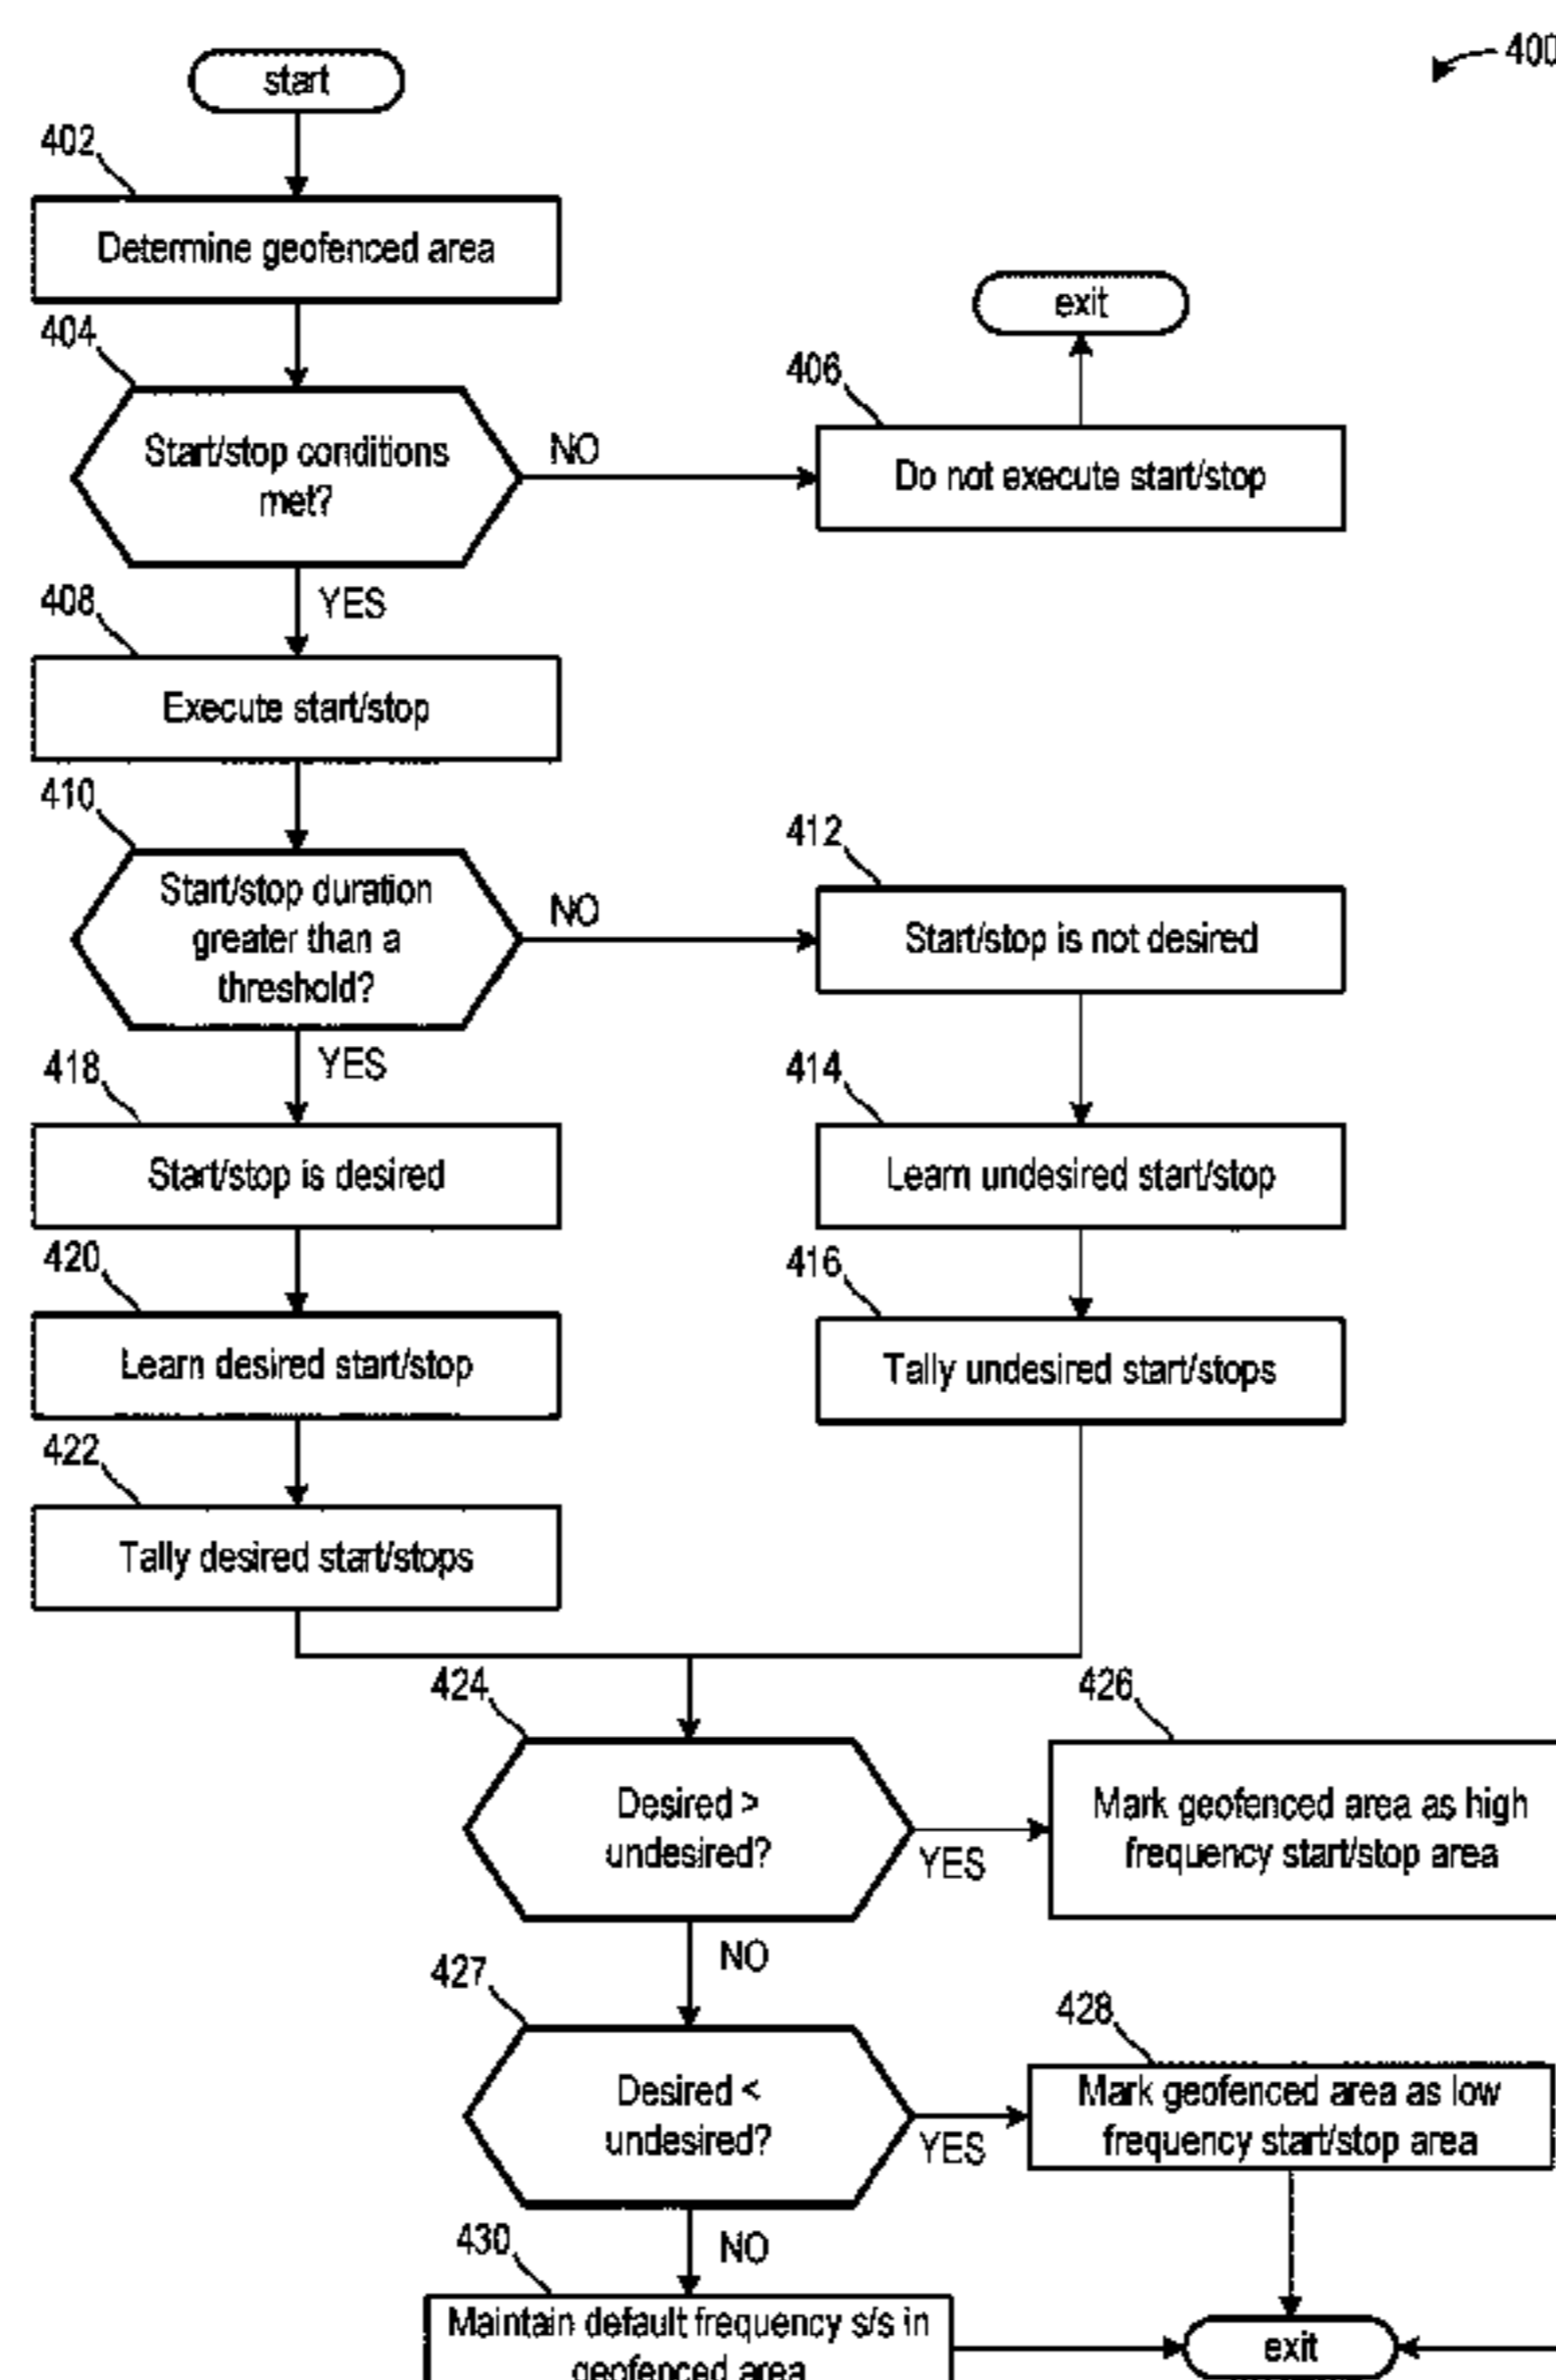 400
start
402
Determine geofenced area
404
Start/stop conditions
met?
NO
exit
406
Do not execute start/stop
YES
408
Execute start/stop
410
Start/stop duration
greater than a
threshold?
NO
412
Start/stop is not desired
YES
418
Start/stop is desired
414
Learn undesired start/stop
420
Learn desired start/stop
416
Tally undesired start/stops
422
Tally desired start/stops
424
Desired >
undesired?
YES
426
Mark geofenced area as high
frequency start/stop area
NO
427
Desired <
undesired?
YES
428
Mark geofenced area as low
frequency start/stop area
NO
430
Maintain default frequency s/s in
geofenced area
exit